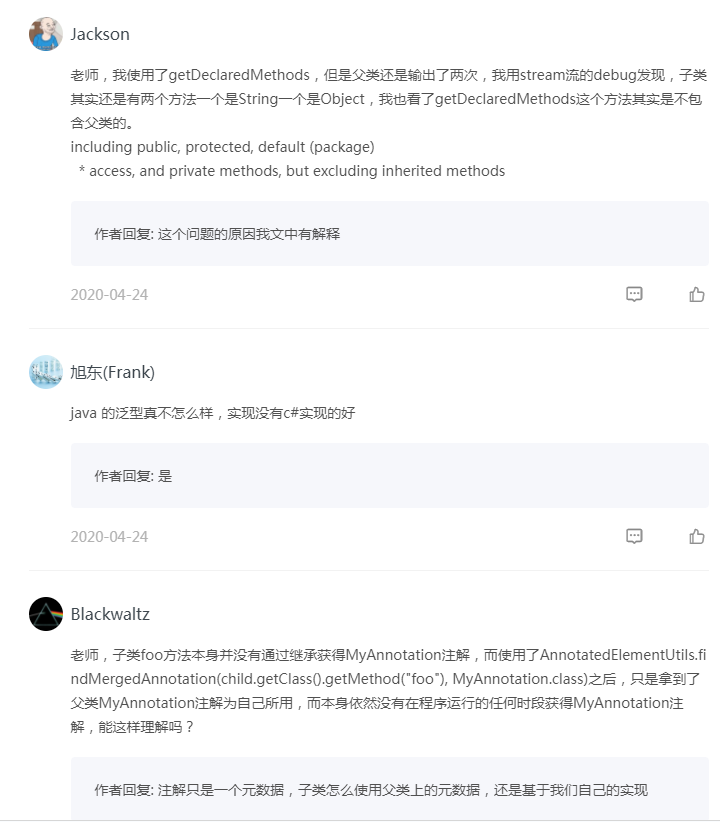 Jackson
老师，我使用了getDeclaredMethods，但是父类还是输出了两次，我用stream流的debug发现，子类
其实还是有两个方法一个是String一个是Object，我也看了getDeclaredMethods这个方法其实是不包
含父类的。
including public, protected, default (package)
* access, and private methods, but excluding inherited methods
作者回复: 这个问题的原因我文中有解释
2020-04-24
旭东(Frank)
java 的泛型真不怎么样，实现没有c#实现的好
作者回复: 是
2020-04-24
Blackwaltz
老师，子类foo方法本身并没有通过继承获得MyAnnotation注解，而使用了AnnotatedElementUtils.fi
ndMergedAnnotation(child.getClass().getMethod("foo"), MyAnnotation.class)之后，只是拿到了
父类MyAnnotation注解为自己所用，而本身依然没有在程序运行的任何时段获得MyAnnotation注
解，能这样理解吗？
作者回复: 注解只是一个元数据，子类怎么使用父类上的元数据，还是基于我们自己的实现